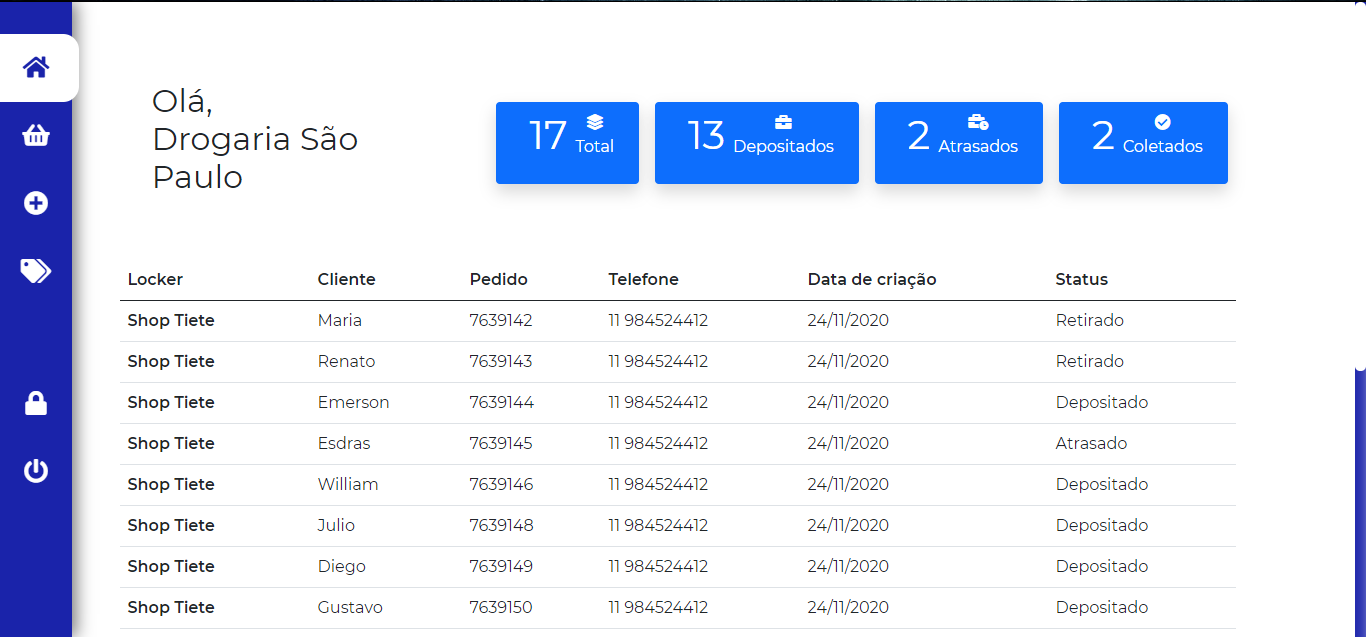 Olá,
Drogaria São
Paulo
17 Total
13 Depositados
2 Atrasados
2 Coletados
Locker Cliente Pedido Telefone Data de criação Status
Shop Tiete Maria 7639142 11 984524412 24/11/2020 Retirado
Shop Tiete Renato 7639143 11 984524412 24/11/2020 Retirado
Shop Tiete Emerson 7639144 11 984524412 24/11/2020 Depositado
Shop Tiete Esdras 7639145 11 984524412 24/11/2020 Atrasado
Shop Tiete William 7639146 11 984524412 24/11/2020 Depositado
Shop Tiete Julio 7639148 11 984524412 24/11/2020 Depositado
Shop Tiete Diego 7639149 11 984524412 24/11/2020 Depositado
Shop Tiete Gustavo 7639150 11 984524412 24/11/2020 Depositado